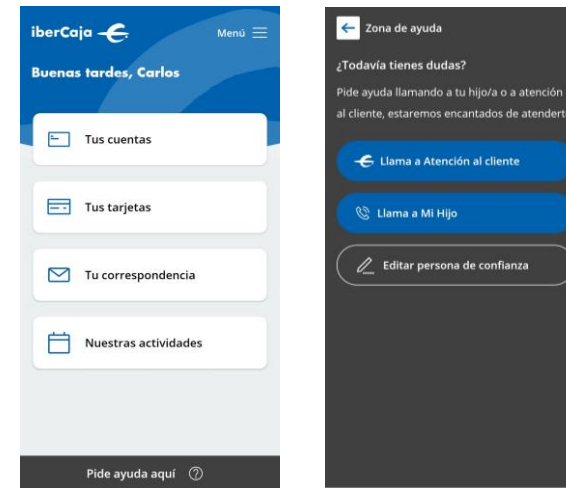 iberCaja
Menú
Buenas tardes, Carlos
Tus cuentas
Tus tarjetas
Tu correspondencia
Nuestras actividades
Pide ayuda aquí
Zona de ayuda
¿Todavía tienes dudas?
Pide ayuda llamando a tu hijo/a o a atención
al cliente, estaremos encantados de atendert
Llama a Atención al cliente
Llama a Mi Hijo
Editar persona de confianza